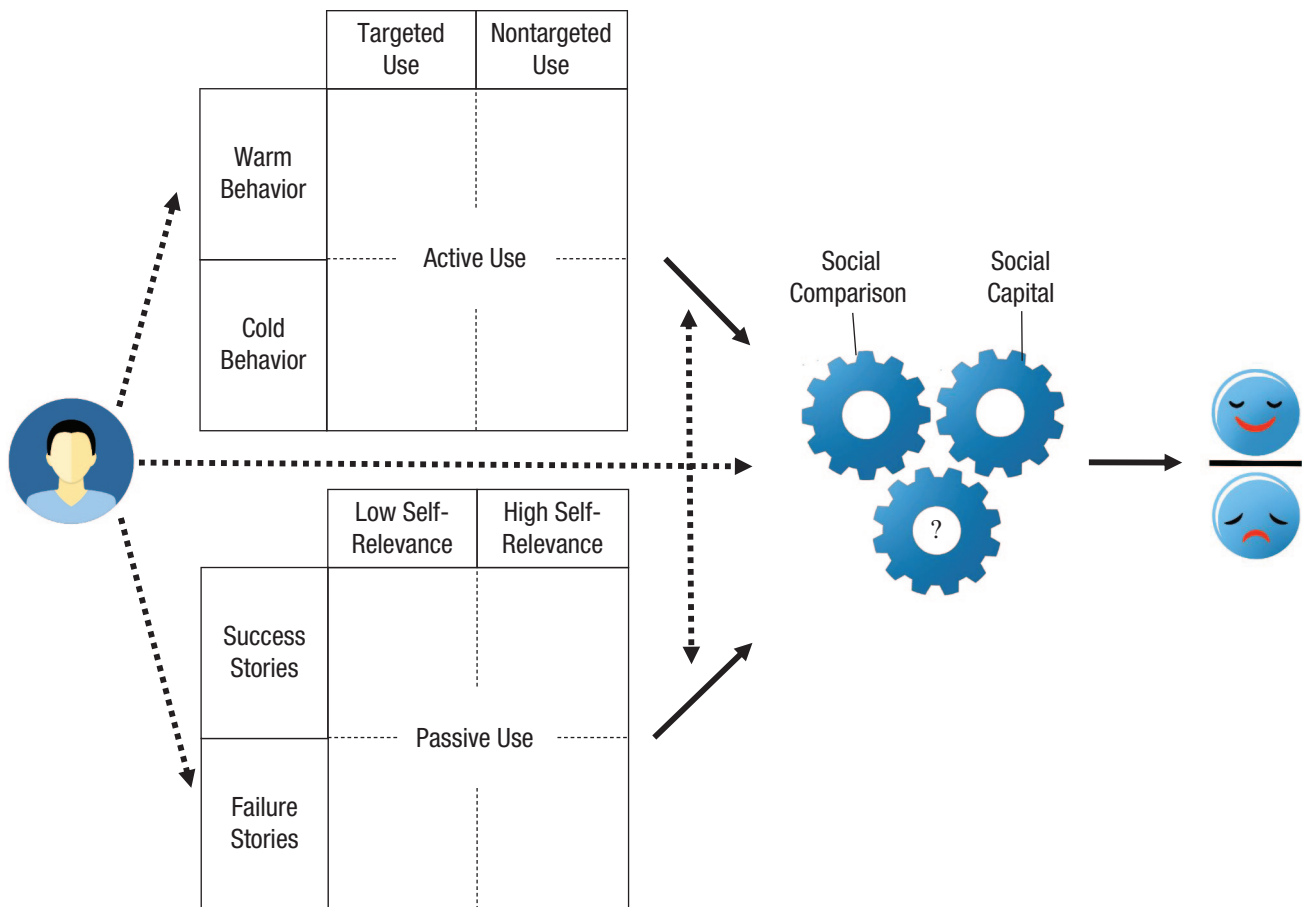 Targeted
Use
Nontargeted
Use
Warm
Behavior
Active Use
Cold
Behavior
Social
Comparison
Social
Capital
?
Low Self-
Relevance
High Self-
Relevance
Success
Stories
Passive Use
Failure
Stories